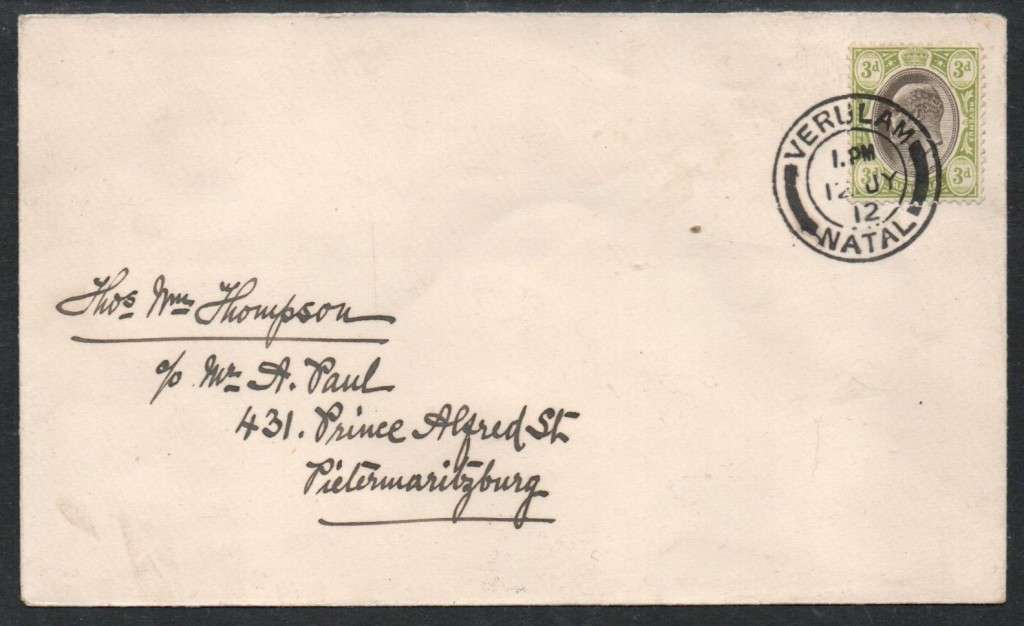 3d 3d
REVENUE
3d 3d
VERULAM
1. PM
12 JY
12
NATAL
Thos Wm Thompson
c/o Mr A. Paul
431. Prince Alfred St.
Pietermaritzburg